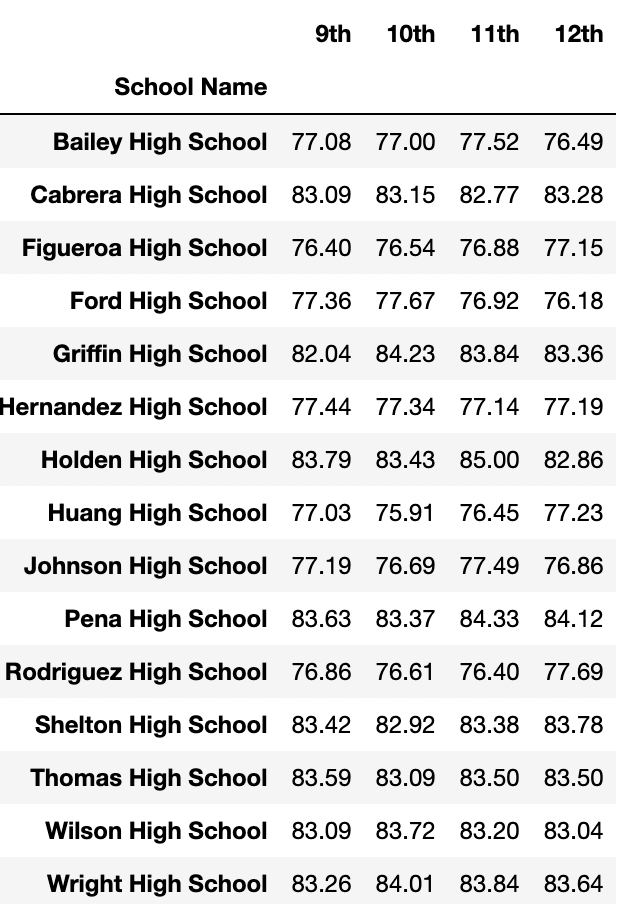 9th 10th 11th 12th
School Name
Bailey High School 77.08 77.00 77.52 76.49
Cabrera High School 83.09 83.15 82.77 83.28
Figueroa High School 76.40 76.54 76.88 77.15
Ford High School 77.36 77.67 76.92 76.18
Griffin High School 82.04 84.23 83.84 83.36
Hernandez High School 77.44 77.34 77.14 77.19
Holden High School 83.79 83.43 85.00 82.86
Huang High School 77.03 75.91 76.45 77.23
Johnson High School 77.19 76.69 77.49 76.86
Pena High School 83.63 83.37 84.33 84.12
Rodriguez High School 76.86 76.61 76.40 77.69
Shelton High School 83.42 82.92 83.38 83.78
Thomas High School 83.59 83.09 83.50 83.50
Wilson High School 83.09 83.72 83.20 83.04
Wright High School 83.26 84.01 83.84 83.64